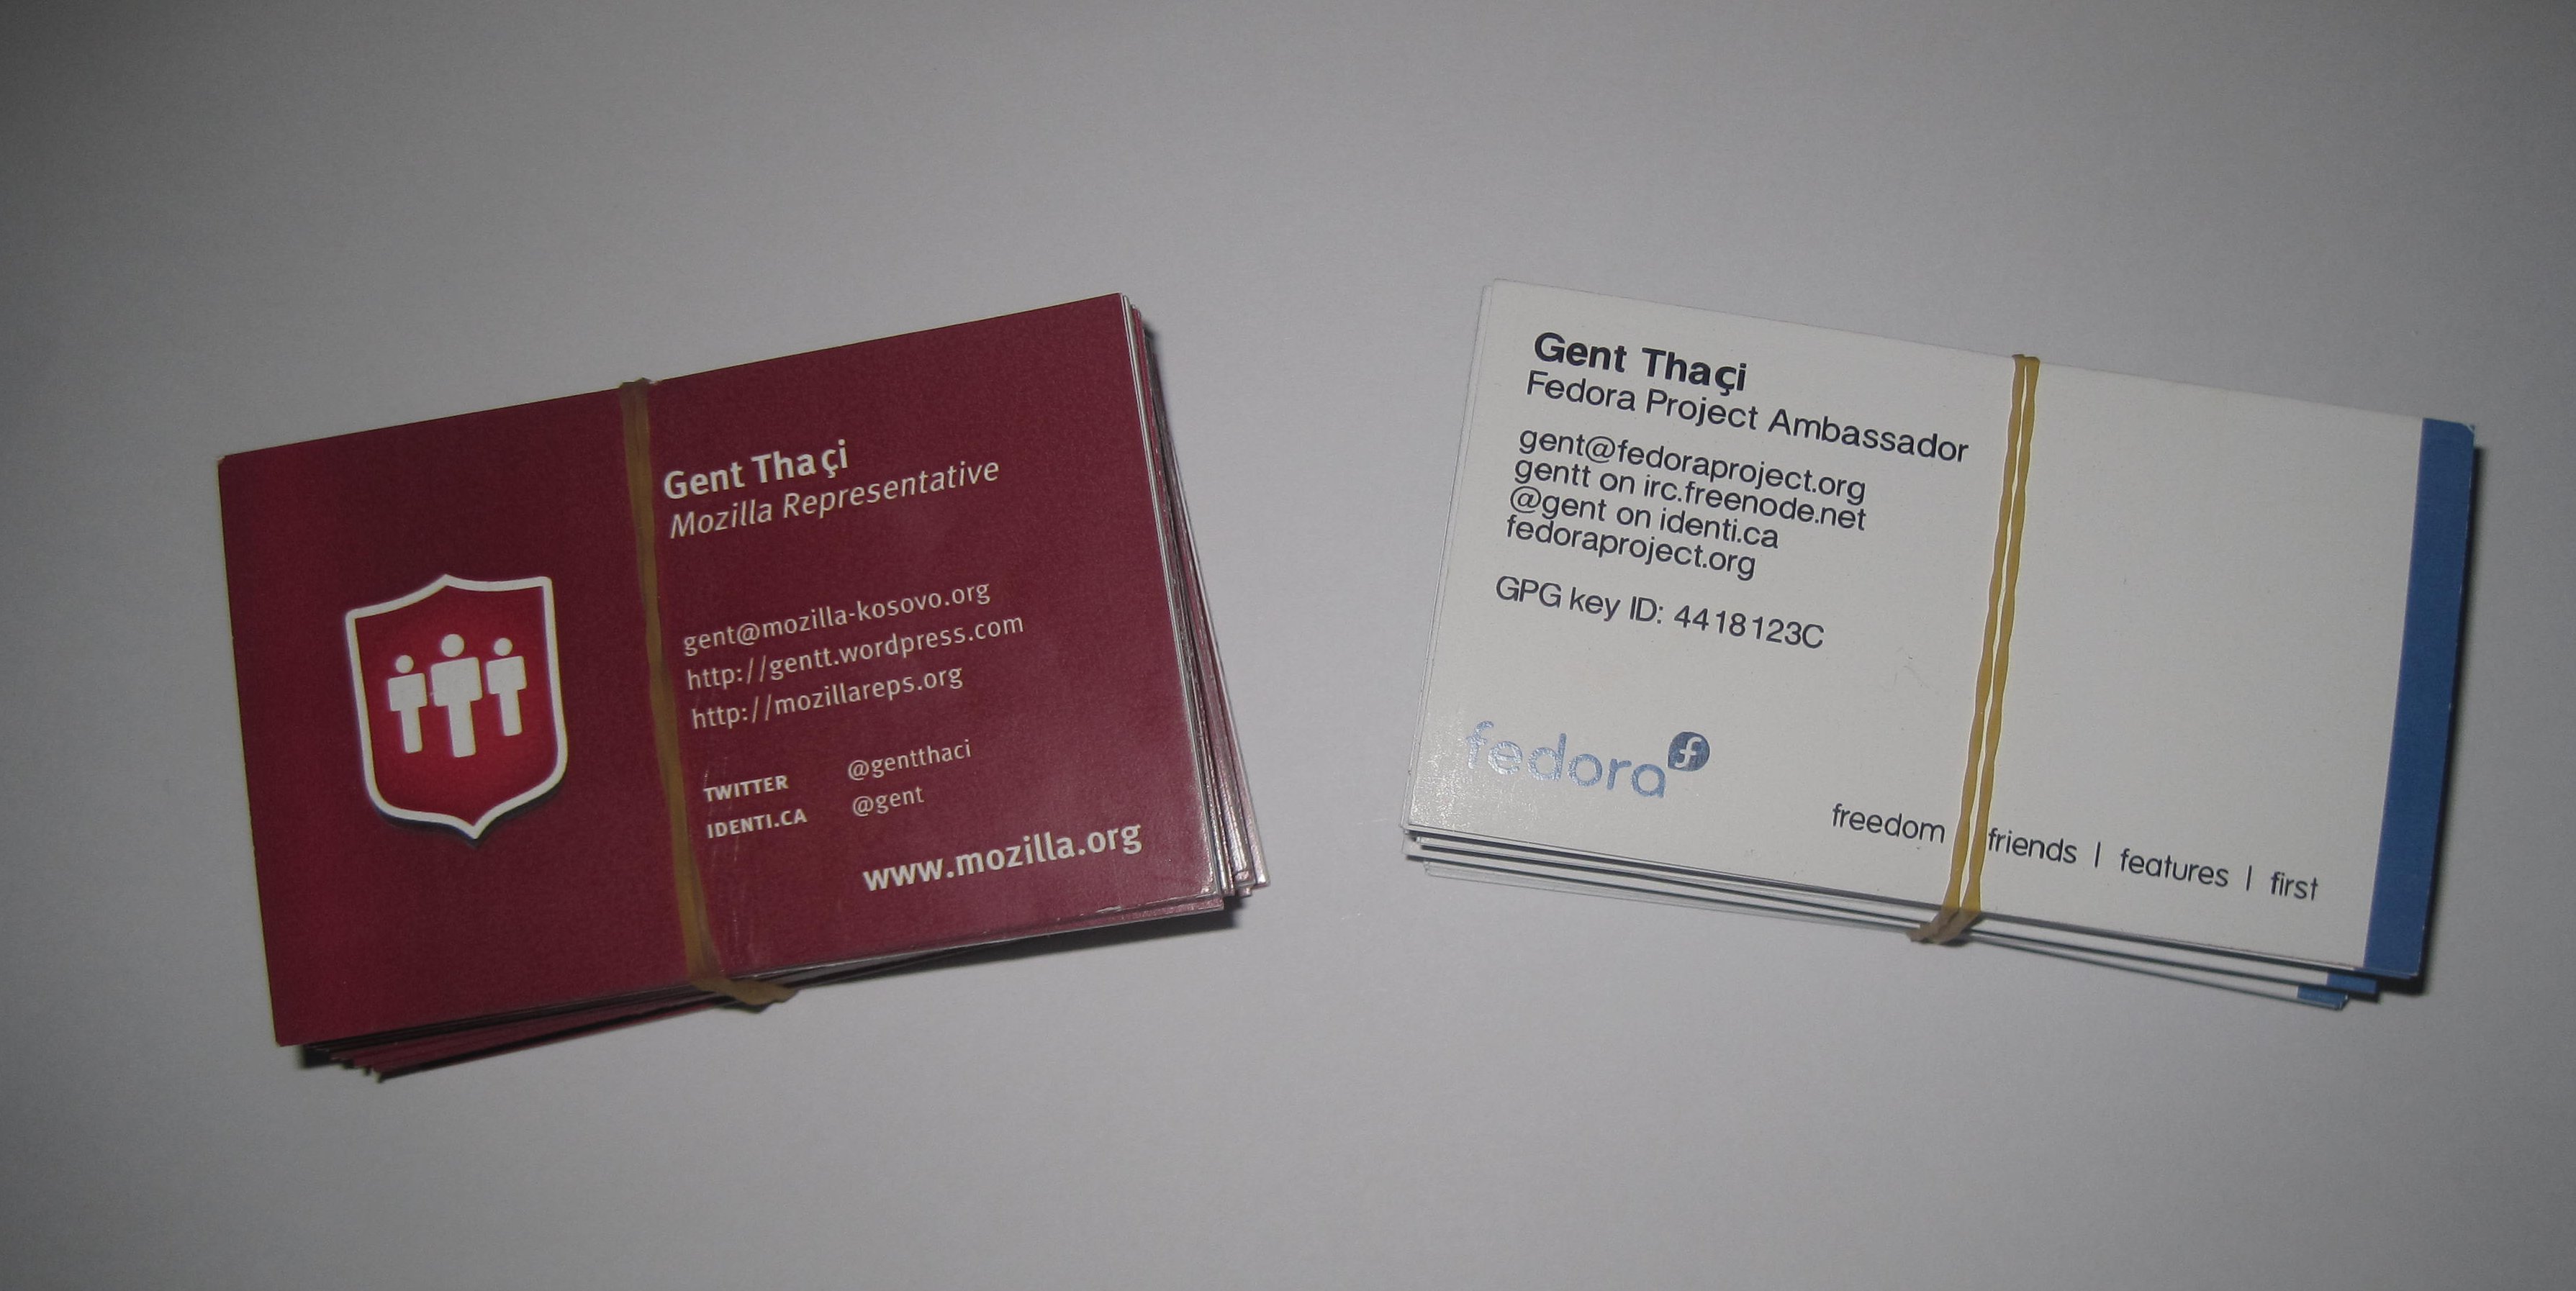 Gent Thaçi
Mozilla Representative
gent@mozilla-kosovo.org
http://gentt.wordpress.com
http://mozillareps.org
TWITTER @gentthaci
IDENTI.CA @gent
www.mozilla.org
Gent Thaçi
Fedora Project Ambassador
gent@fedoraproject.org
gentt on irc.freenode.net
@gent on identi.ca
fedoraproject.org
GPG key ID: 4418123C
fedora f
freedom friends | features | first